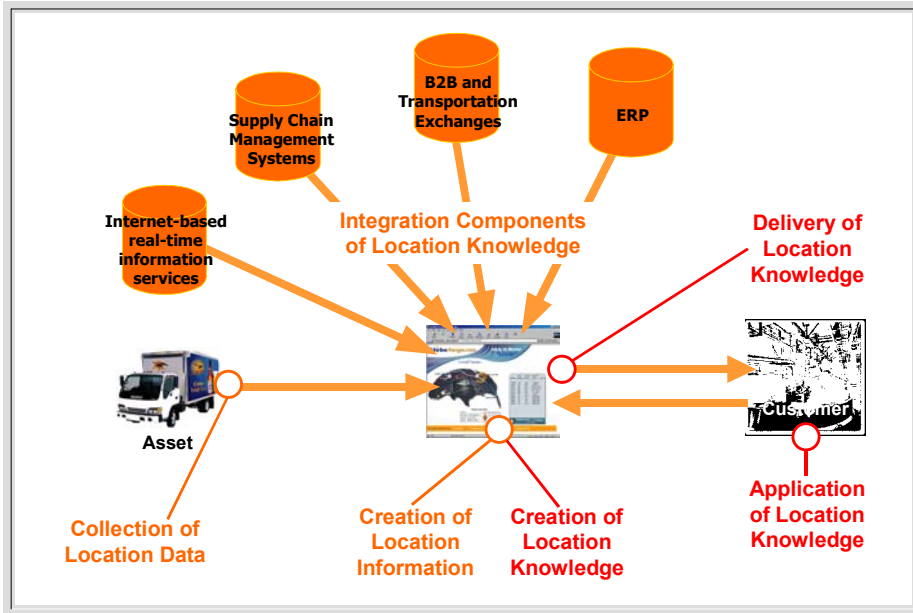 B2B and
Transportation
Exchanges
ERP
Supply Chain
Management
Systems
Internet-based
real-time
information
services
Integration Components
of Location Knowledge
Delivery of
Location
Knowledge
Customer
Asset
Collection of
Location Data
Creation of
Location
Information
Creation of
Location
Knowledge
Application
of Location
Knowledge